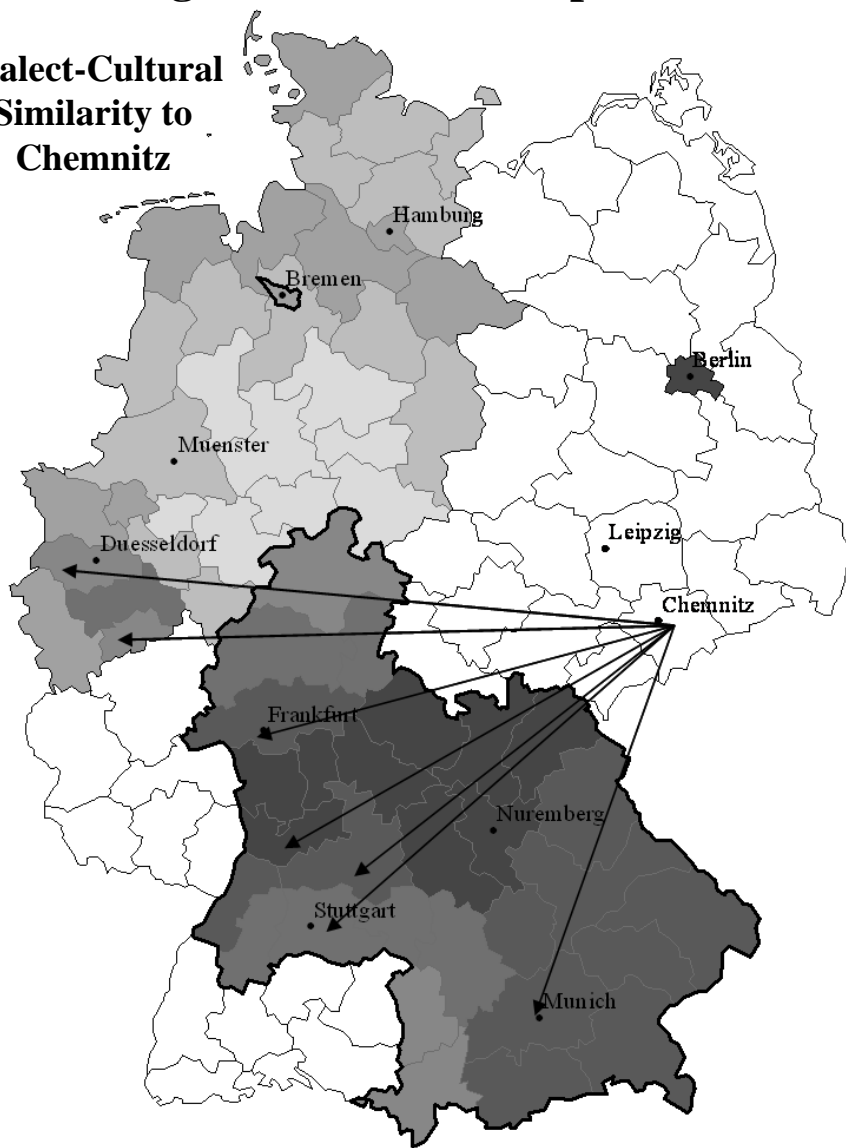 alect-Cultural
Similarity to
Chemnitz
Hamburg
Bremen
Berlin
Muenster
Leipzig
Duesseldorf
Chemnitz
Frankfurt
Nuremberg
Stuttgart
Munich